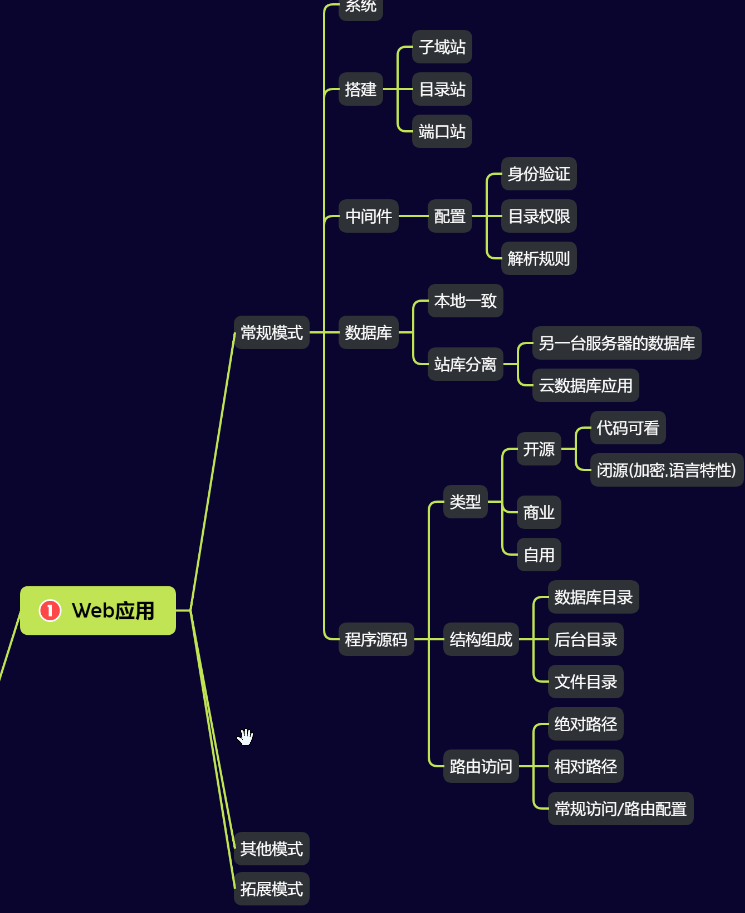 系统
搭建
子域站
目录站
端口站
中间件
配置
身份验证
目录权限
解析规则
常规模式
数据库
本地一致
站库分离
另一台服务器的数据库
云数据库应用
程序源码
类型
开源
代码可看
闭源(加密.语言特性)
商业
自用
结构组成
数据库目录
后台目录
文件目录
路由访问
绝对路径
相对路径
常规访问/路由配置
1 Web应用
其他模式
拓展模式